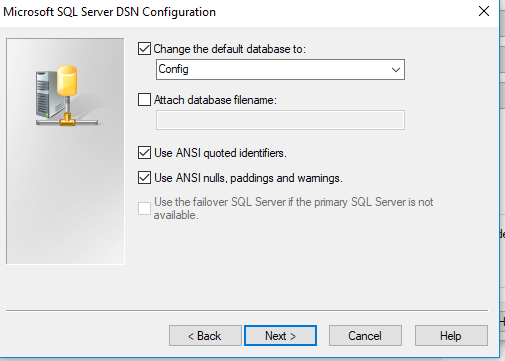 Microsoft SQL Server DSN Configuration
Change the default database to:
Config
Attach database filename:
Use ANSI quoted identifiers.
Use ANSI nulls, paddings and warnings.
Use the failover SQL Server if the primary SQL Server is not
available.
< Back
Next >
Cancel
Help